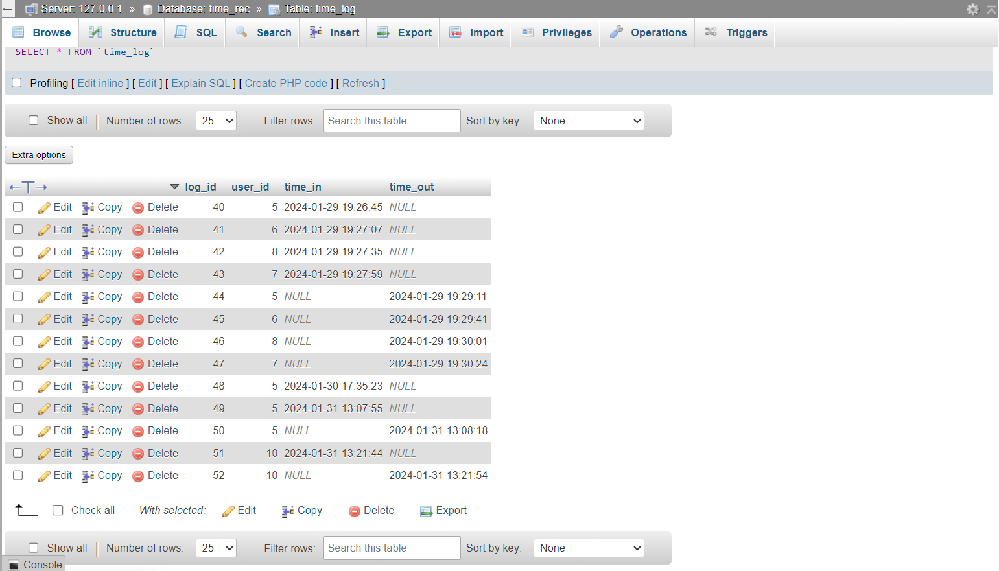 Server: 127.0.0.1 » Database: time_rec » Table: time_log
Browse Structure SQL Search Insert Export Import Privileges Operations Triggers
SELECT * FROM `time_log`
Profiling [ Edit inline ] [ Edit ] [ Explain SQL ] [ Create PHP code ] [ Refresh ]
Show all Number of rows: 25 Filter rows: Search this table Sort by key: None
Extra options
←T→ log_id user_id time_in time_out
Edit Copy Delete 40 5 2024-01-29 19:26:45 NULL
Edit Copy Delete 41 6 2024-01-29 19:27:07 NULL
Edit Copy Delete 42 8 2024-01-29 19:27:35 NULL
Edit Copy Delete 43 7 2024-01-29 19:27:59 NULL
Edit Copy Delete 44 5 NULL 2024-01-29 19:29:11
Edit Copy Delete 45 6 NULL 2024-01-29 19:29:41
Edit Copy Delete 46 8 NULL 2024-01-29 19:30:01
Edit Copy Delete 47 7 NULL 2024-01-29 19:30:24
Edit Copy Delete 48 5 2024-01-30 17:35:23 NULL
Edit Copy Delete 49 5 2024-01-31 13:07:55 NULL
Edit Copy Delete 50 5 NULL 2024-01-31 13:08:18
Edit Copy Delete 51 10 2024-01-31 13:21:44 NULL
Edit Copy Delete 52 10 NULL 2024-01-31 13:21:54
Check all With selected: Edit Copy Delete Export
Show all Number of rows: 25 Filter rows: Search this table Sort by key: None
Console